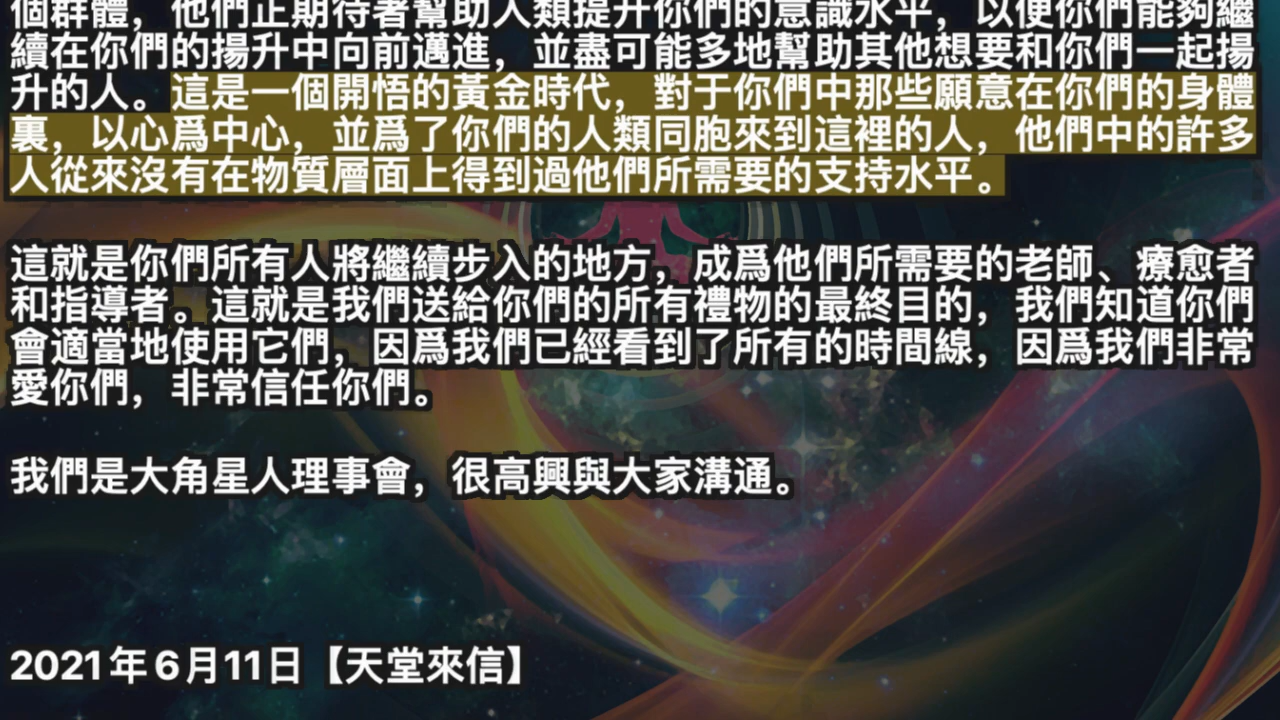 個群體，他們正期待者幫助人類提升你們的意識水平，以便你們能夠繼
續在你們的揚升中向前邁進，並盡可能多地幫助其他想要和你們一起揚
升的人。這是一個開悟的黃金時代，對于你們中那些願意在你們的身體
裏，以心爲中心，並爲了你們的人類同胞來到這裡的人，他們中的許多
人從來沒有在物質層面上得到過他們所需要的支持水平。
這就是你們所有人將繼續步入的地方，成爲他們所需要的老師、療愈者
和指導者。這就是我們送給你們的所有禮物的最終目的，我們知道你們
會適當地使用它們，因爲我們已經看到了所有的時間線，因爲我們非常
愛你們，非常信任你們。
我們是大角星人理事會，很高興與大家溝通。
2021年6月11日【天堂來信】